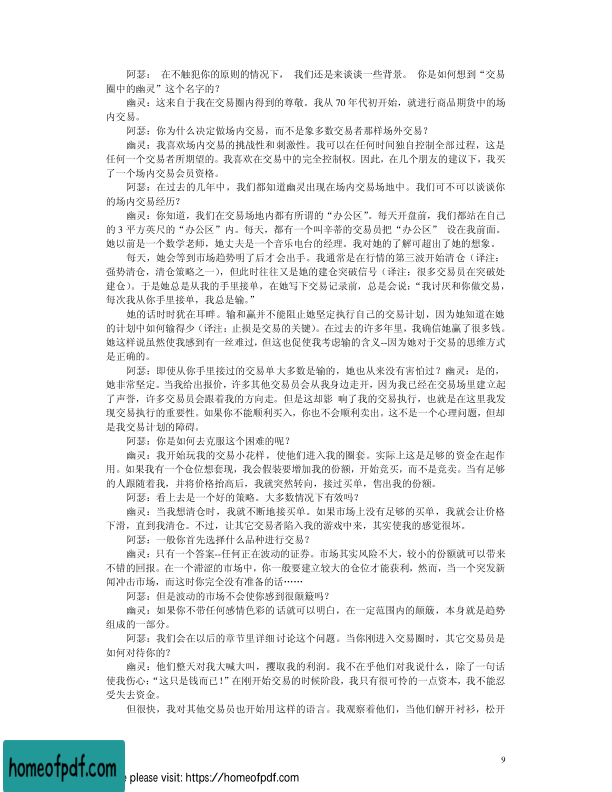 阿瑟： 在不触犯你的原则的情况下， 我们还是来谈谈一些背景。 你是如何想到“交易
圈中的幽灵”这个名字的？
幽灵：这来自于我在交易圈内得到的尊敬。我从 70 年代初开始，就进行商品期货中的场
内交易。
阿瑟：你为什么决定做场内交易，而不是象多数交易者那样场外交易？
幽灵：我喜欢场内交易的挑战性和刺激性。我可以在任何时间独自控制全部过程，这是
任何一个交易者所期望的。我喜欢在交易中的完全控制权。因此，在几个朋友的建议下，我买
了一个场内交易会员资格。
阿瑟：在过去的几年中，我们都知道幽灵出现在场内交易场地中。我们可不可以谈谈你
的场内交易经历？
幽灵：你知道，我们在交易场地内都有所谓的“办公区”。每天开盘前，我们都站在自己
的 3 平方英尺的“办公区”内。每天，都有一个叫辛蒂的交易员把“办公区” 设在我前面。
她以前是一个数学老师，她丈夫是一个音乐电台的经理。我对她的了解可超出了她的想象。
每天，她会等到市场趋势明了后才会出手。我通常是在行情的第三波开始清仓（译注：
强势清仓，清仓策略之一），但此时往往又是她的建仓突破信号（译注：很多交易员在突破处
建仓）。于是她总是从我的手里接单，在她写下交易记录前，总是会说：“我讨厌和你做交易，
每次我从你手里接单，我总是输。”
她的话时时犹在耳畔。输和赢并不能阻止她坚定执行自己的交易计划，因为她知道在她
的计划中如何输得少（译注：止损是交易的关键）。在过去的许多年里，我确信她赢了很多钱。
她这样说虽然使我感到有一丝难过，但这也促使我考虑输的含义--因为她对于交易的思维方式
是正确的。
阿瑟：即使从你手里接过的交易单大多数是输的，她也从来没有害怕过？幽灵：是的，
她非常坚定。当我给出报价，许多其他交易员会从我身边走开，因为我已经在交易场里建立起
了声誉，许多交易员会跟着我的方向走。但是这却影 响了我的交易执行，也就是在这里我发
现交易执行的重要性。如果你不能顺利买入，你也不会顺利卖出。这不是一个心理问题，但却
是我交易计划的障碍。
阿瑟：你是如何去克服这个困难的呢？
幽灵：我开始玩我的交易小花样，使他们进入我的圈套。实际上这是足够的资金在起作
用。如果我有一个仓位想套现，我会假装要增加我的份额，开始竞买，而不是竞卖。当有足够
的人跟随着我，并将价格抬高后，我就突然转向，接过买单，售出我的份额。
阿瑟：看上去是一个好的策略。大多数情况下有效吗？
幽灵：当我想清仓时，我就不断地接买单。如果市场上没有足够的买单，我就会让价格
下滑，直到我清仓。不过，让其它交易者陷入我的游戏中来，其实使我的感觉很坏。
阿瑟：一般你首先选择什么品种进行交易？
幽灵：只有一个答案--任何正在波动的证券。市场其实风险不大，较小的份额就可以带来
不错的回报。在一个滞涩的市场中，你一般要建立较大的仓位才能获利，然而，当一个突发新
闻冲击市场，而这时你完全没有准备的话……
阿瑟：但是波动的市场不会使你感到很颠簸吗？
幽灵：如果你不带任何感情色彩的话就可以明白，在一定范围内的颠簸，本身就是趋势
组成的一部分。
阿瑟：我们会在以后的章节里详细讨论这个问题。当你刚进入交易圈时，其它交易员是
如何对待你的？
幽灵：他们整天对我大喊大叫，攫取我的利润。我不在乎他们对我说什么，除了一句话
使我伤心：“这只是钱而已！”在刚开始交易的时候阶段，我只有很可怜的一点资本，我不能忍
受失去资金。
但很快，我对其他交易员也开始用这样的语言。我观察着他们，当他们解开衬衫，松开
9
homeofpdf.com
please visit: https://homeofpdf.com